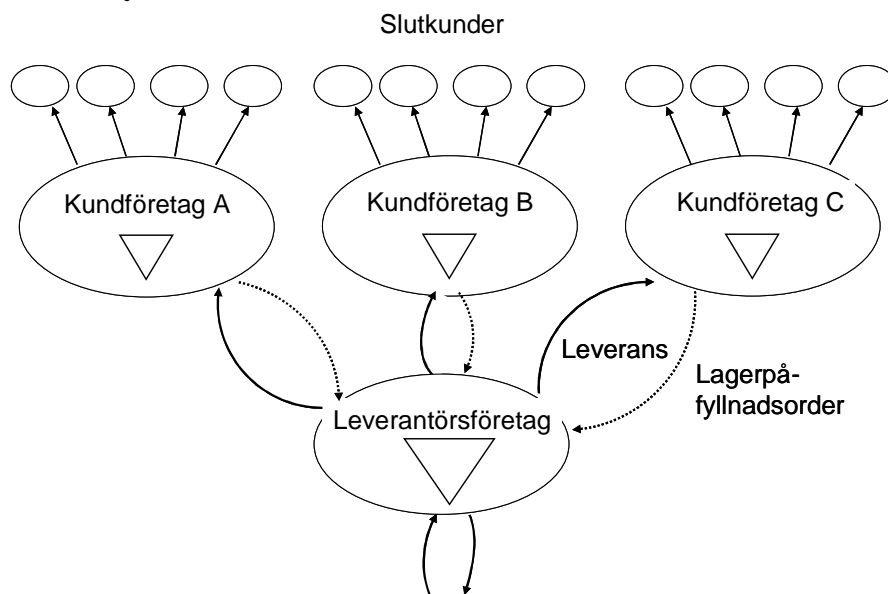 Slutkunder
Kundföretag A
Kundföretag B
Kundföretag C
Leverans
Lagerpå-
fyllnadsorder
Leverantörsföretag